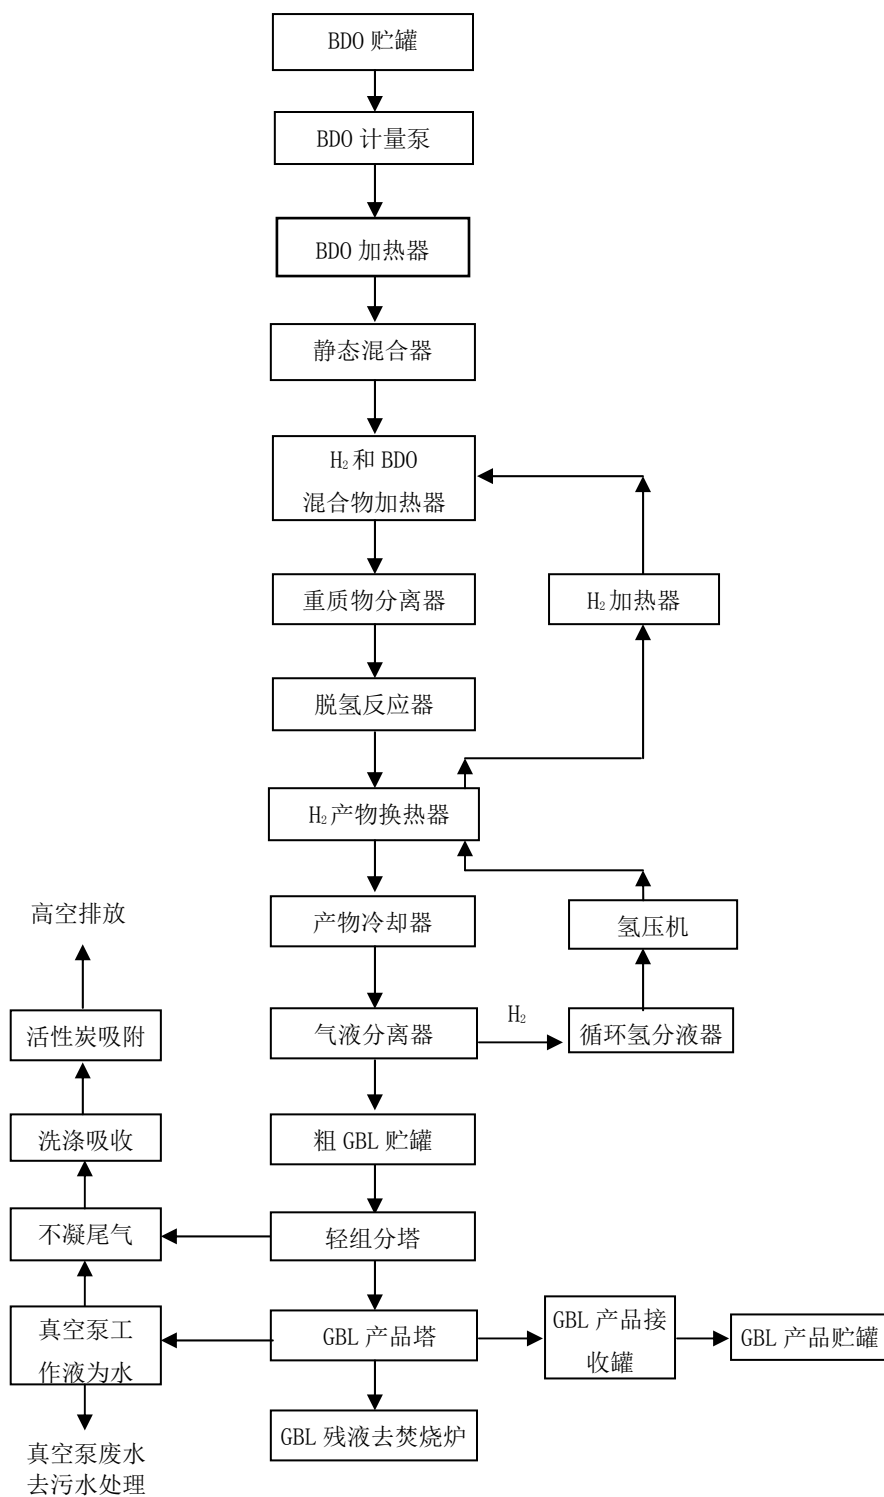 BDO 贮罐
BDO 计量泵
BDO 加热器
静态混合器
H₂和 BDO
混合物加热器
重质物分离器
H₂加热器
脱氢反应器
H₂产物换热器
高空排放
产物冷却器
氢压机
活性炭吸附
气液分离器
H₂
循环氢分液器
洗涤吸收
粗 GBL 贮罐
不凝尾气
轻组分塔
真空泵工
作液为水
GBL 产品塔
GBL 产品接
收罐
GBL 产品贮罐
真空泵废水
去污水处理
GBL 残液去焚烧炉